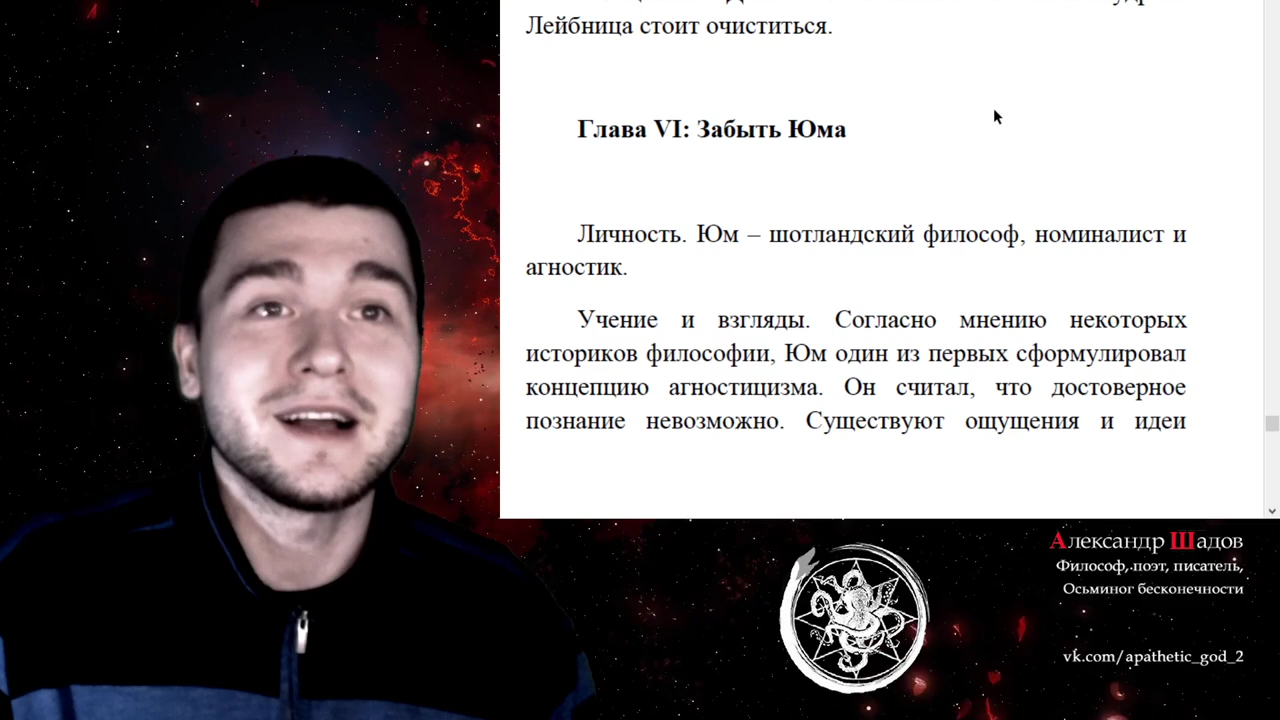 Лейбница стоит очиститься.
Глава VI: Забыть Юма
Личность. Юм – шотландский философ, номиналист и
агностик.
Учение и взгляды. Согласно мнению некоторых
историков философии, Юм один из первых сформулировал
концепцию агностицизма. Он считал, что достоверное
познание невозможно. Существуют ощущения и идеи
Александр Шадов
Философ, поэт, писатель,
Осьминог бесконечности
vk.com/apathetic_god_2